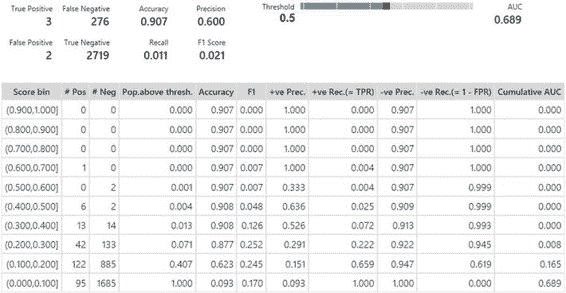 True Positive False Negative Accuracy Precision Threshold AUC
3 276 0.907 0.600 0.5 0.689
False Positive True Negative Recall F1 Score
2 2719 0.011 0.021
Score bin # Pos # Neg Pop.above thresh. Accuracy F1 +ve Prec. +ve Rec.(= TPR) -ve Prec. -ve Rec.(= 1 - FPR) Cumulative AUC
(0.900,1.000] 0 0 0.000 0.907 0.000 1.000 0.000 0.907 1.000 0.000
(0.800,0.900] 0 0 0.000 0.907 0.000 1.000 0.000 0.907 1.000 0.000
(0.700,0.800] 0 0 0.000 0.907 0.000 1.000 0.000 0.907 1.000 0.000
(0.600,0.700] 1 0 0.000 0.907 0.007 1.000 0.004 0.907 1.000 0.000
(0.500,0.600] 0 2 0.001 0.907 0.007 0.333 0.004 0.907 0.999 0.000
(0.400,0.500] 6 2 0.004 0.908 0.048 0.636 0.025 0.909 0.999 0.000
(0.300,0.400] 13 14 0.013 0.908 0.126 0.526 0.072 0.913 0.993 0.000
(0.200,0.300] 42 133 0.071 0.877 0.252 0.291 0.222 0.922 0.945 0.008
(0.100,0.200] 122 885 0.407 0.623 0.245 0.151 0.659 0.947 0.619 0.165
(0.000,0.100] 95 1685 1.000 0.093 0.170 0.093 1.000 1.000 0.000 0.689